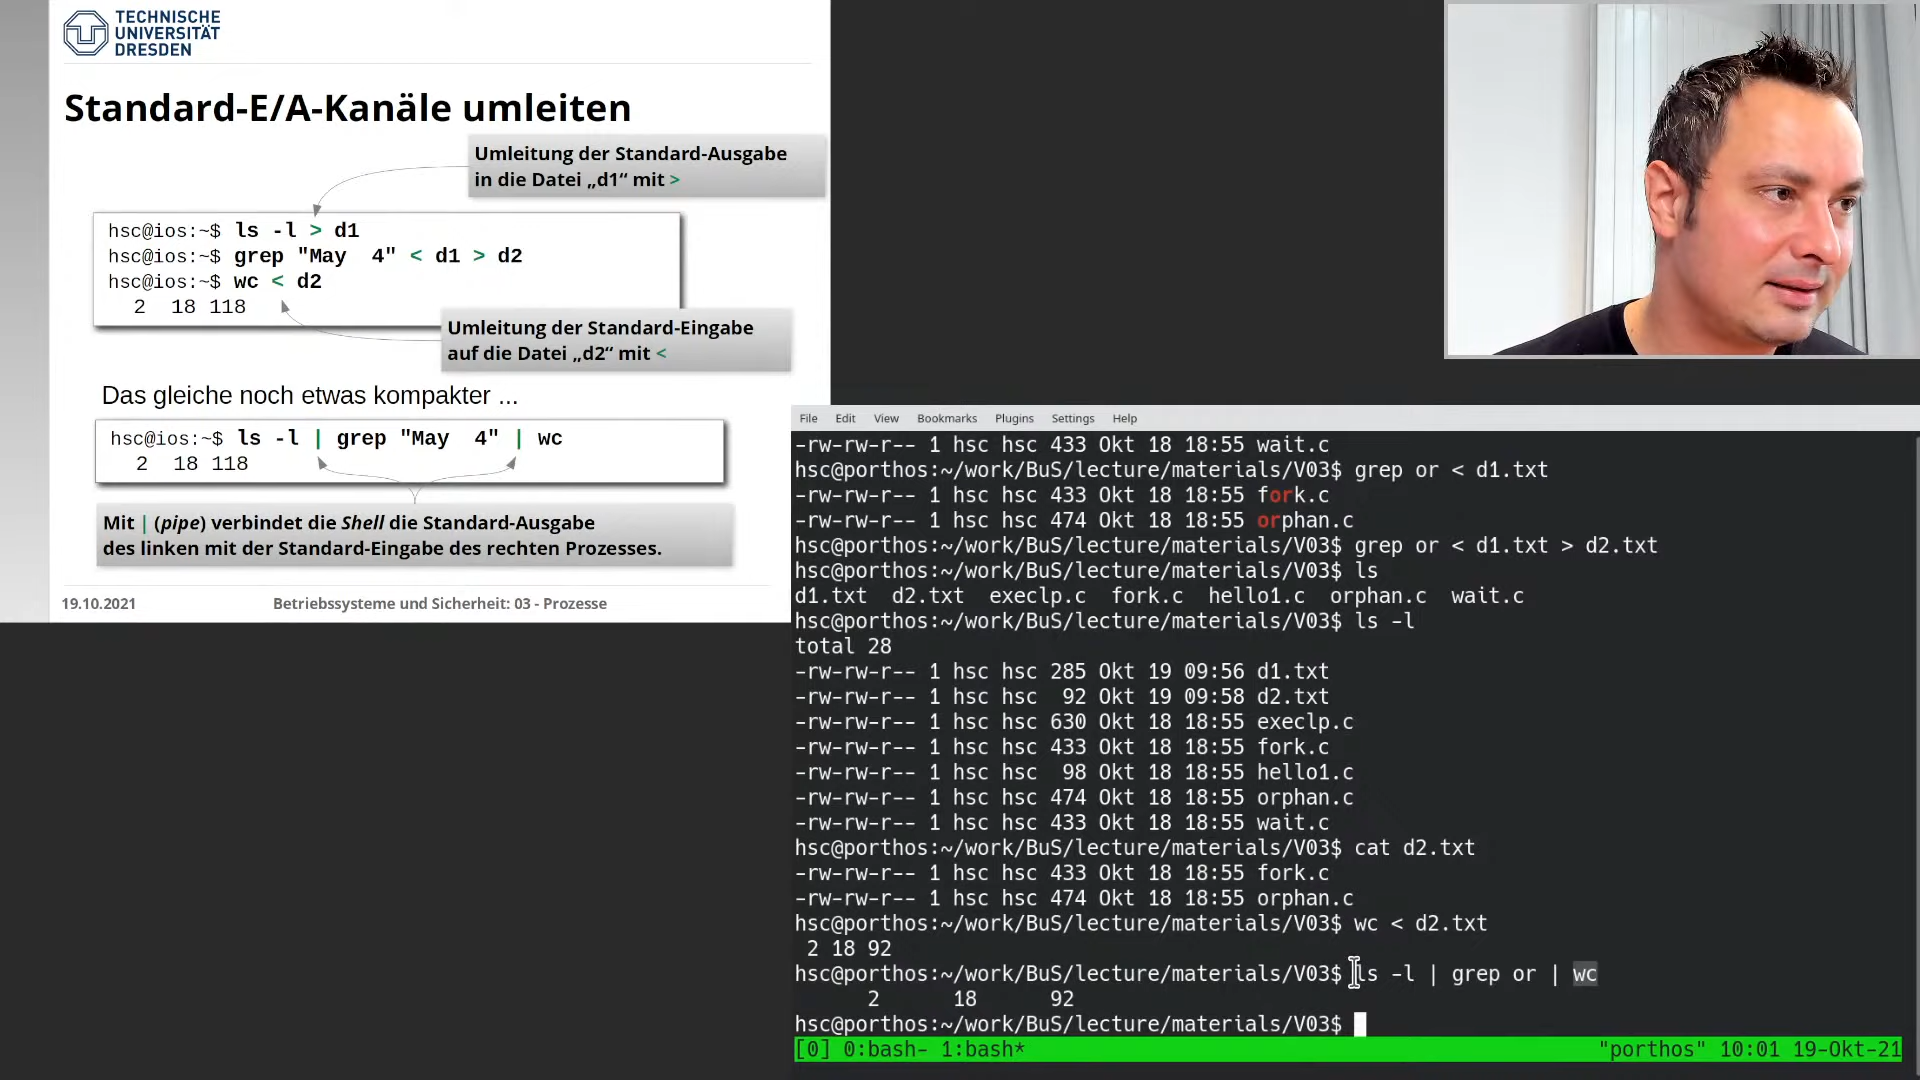 TECHNISCHE
UNIVERSITÄT
DRESDEN
Standard-E/A-Kanäle umleiten
Umleitung der Standard-Ausgabe
in die Datei „d1“ mit >
hsc@ios:~$ ls -l > d1
hsc@ios:~$ grep "May  4" < d1 > d2
hsc@ios:~$ wc < d2
2  18 118
Umleitung der Standard-Eingabe
auf die Datei „d2“ mit <
Das gleiche noch etwas kompakter ...
hsc@ios:~$ ls -l | grep "May  4" | wc
2  18 118
Mit | (pipe) verbindet die Shell die Standard-Ausgabe
des linken mit der Standard-Eingabe des rechten Prozesses.
19.10.2021 Betriebssysteme und Sicherheit: 03 - Prozesse
File Edit View Bookmarks Plugins Settings Help
-rw-rw-r-- 1 hsc hsc 433 Okt 18 18:55 wait.c
hsc@porthos:~/work/BuS/lecture/materials/V03$ grep or < d1.txt
-rw-rw-r-- 1 hsc hsc 433 Okt 18 18:55 fork.c
-rw-rw-r-- 1 hsc hsc 474 Okt 18 18:55 orphan.c
hsc@porthos:~/work/BuS/lecture/materials/V03$ grep or < d1.txt > d2.txt
hsc@porthos:~/work/BuS/lecture/materials/V03$ ls
d1.txt  d2.txt  execlp.c  fork.c  hello1.c  orphan.c  wait.c
hsc@porthos:~/work/BuS/lecture/materials/V03$ ls -l
total 28
-rw-rw-r-- 1 hsc hsc 285 Okt 19 09:56 d1.txt
-rw-rw-r-- 1 hsc hsc  92 Okt 19 09:58 d2.txt
-rw-rw-r-- 1 hsc hsc 630 Okt 18 18:55 execlp.c
-rw-rw-r-- 1 hsc hsc 433 Okt 18 18:55 fork.c
-rw-rw-r-- 1 hsc hsc  98 Okt 18 18:55 hello1.c
-rw-rw-r-- 1 hsc hsc 474 Okt 18 18:55 orphan.c
-rw-rw-r-- 1 hsc hsc 433 Okt 18 18:55 wait.c
hsc@porthos:~/work/BuS/lecture/materials/V03$ cat d2.txt
-rw-rw-r-- 1 hsc hsc 433 Okt 18 18:55 fork.c
-rw-rw-r-- 1 hsc hsc 474 Okt 18 18:55 orphan.c
hsc@porthos:~/work/BuS/lecture/materials/V03$ wc < d2.txt
2 18 92
hsc@porthos:~/work/BuS/lecture/materials/V03$ ls -l | grep or | wc
2      18      92
hsc@porthos:~/work/BuS/lecture/materials/V03$
[0] 0:bash- 1:bash* "porthos" 10:01 19-Okt-21